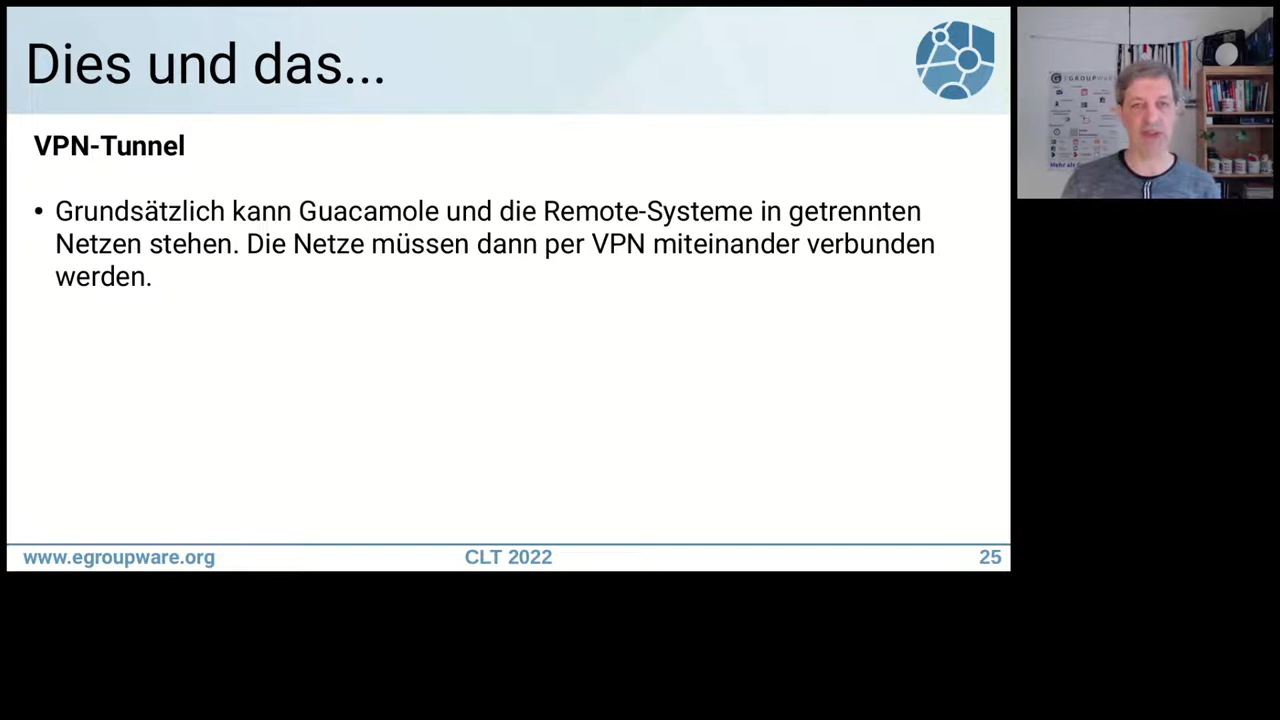 Dies und das...
VPN-Tunnel
• Grundsätzlich kann Guacamole und die Remote-Systeme in getrennten
Netzen stehen. Die Netze müssen dann per VPN miteinander verbunden
werden.
www.egroupware.org
CLT 2022
25
EGROUPWARE